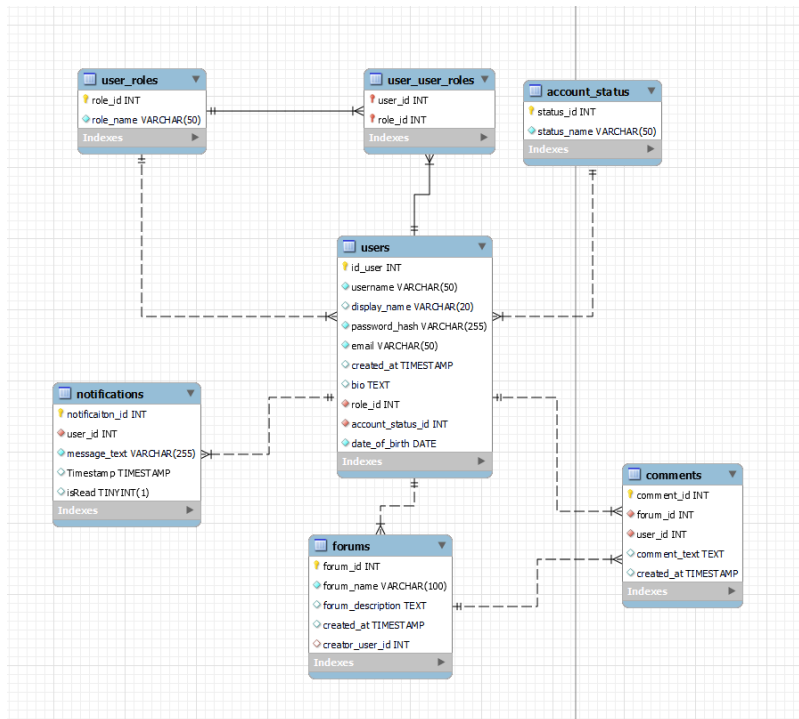 user_roles
role_id INT
role_name VARCHAR(50)
Indexes
user_user_roles
user_id INT
role_id INT
Indexes
account_status
status_id INT
status_name VARCHAR(50)
Indexes
users
id_user INT
username VARCHAR(50)
display_name VARCHAR(20)
password_hash VARCHAR(255)
email VARCHAR(50)
created_at TIMESTAMP
bio TEXT
role_id INT
account_status_id INT
date_of_birth DATE
Indexes
notifications
notificaiton_id INT
user_id INT
message_text VARCHAR(255)
Timestamp TIMESTAMP
isRead TINYINT(1)
Indexes
comments
comment_id INT
forum_id INT
user_id INT
comment_text TEXT
created_at TIMESTAMP
Indexes
forums
forum_id INT
forum_name VARCHAR(100)
forum_description TEXT
created_at TIMESTAMP
creator_user_id INT
Indexes